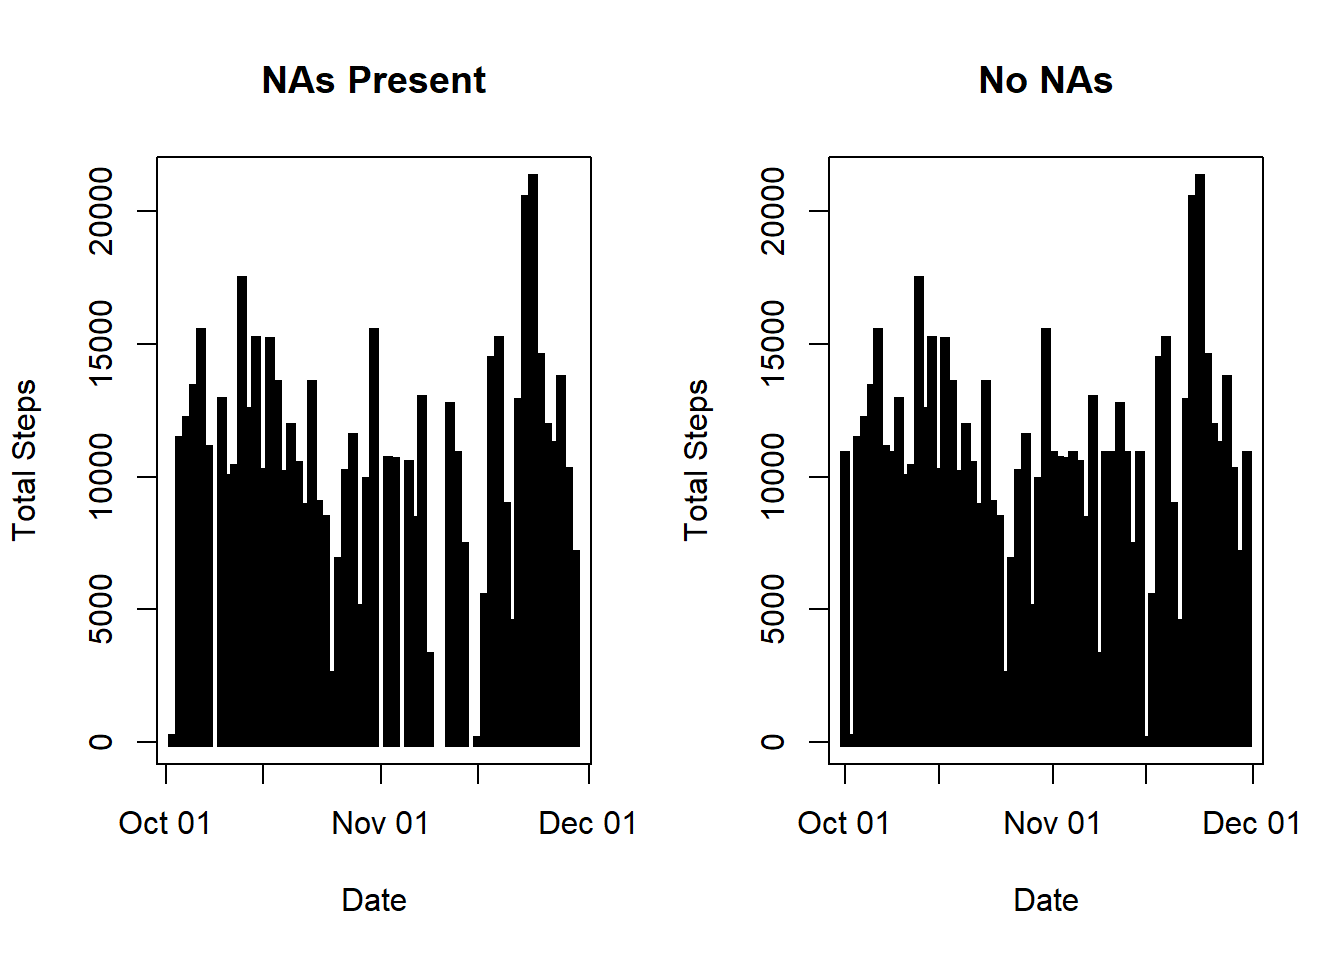 NAs Present
Total Steps
20000
15000
10000
5000
0
Oct 01
Nov 01
Dec 01
Date
No NAs
Total Steps
20000
15000
10000
5000
0
Oct 01
Nov 01
Dec 01
Date